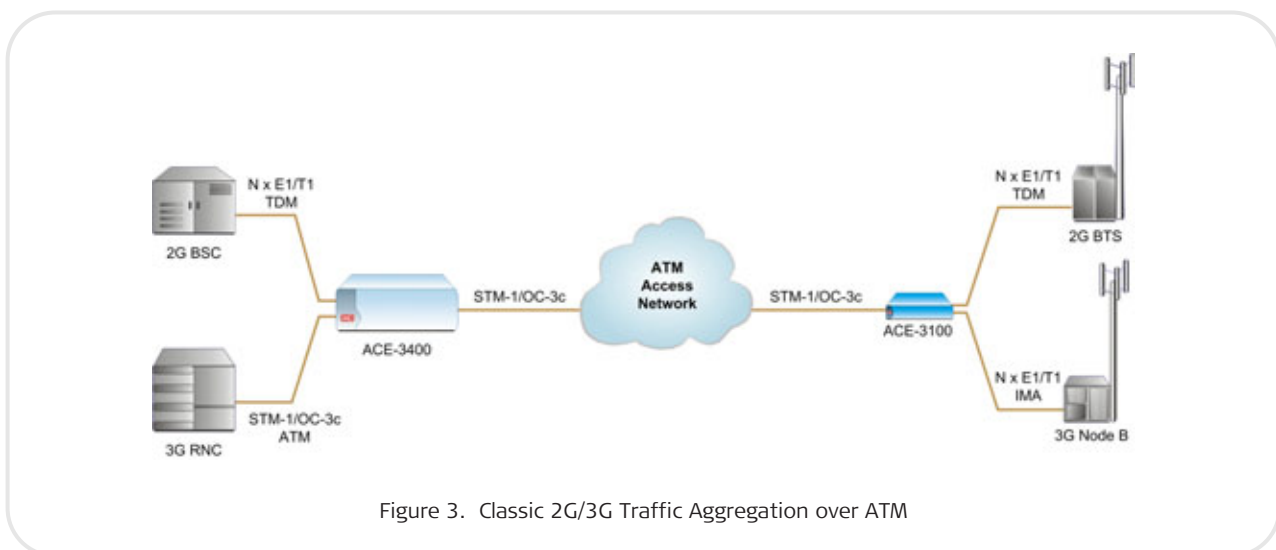 N x E1/T1
TDM
2G BSC
STM-1/OC-3c
ACE-3400
ATM
Access
Network
STM-1/OC-3c
ACE-3100
N x E1/T1
TDM
2G BTS
N x E1/T1
IMA
3G Node B
STM-1/OC-3c
ATM
3G RNC
Figure 3. Classic 2G/3G Traffic Aggregation over ATM